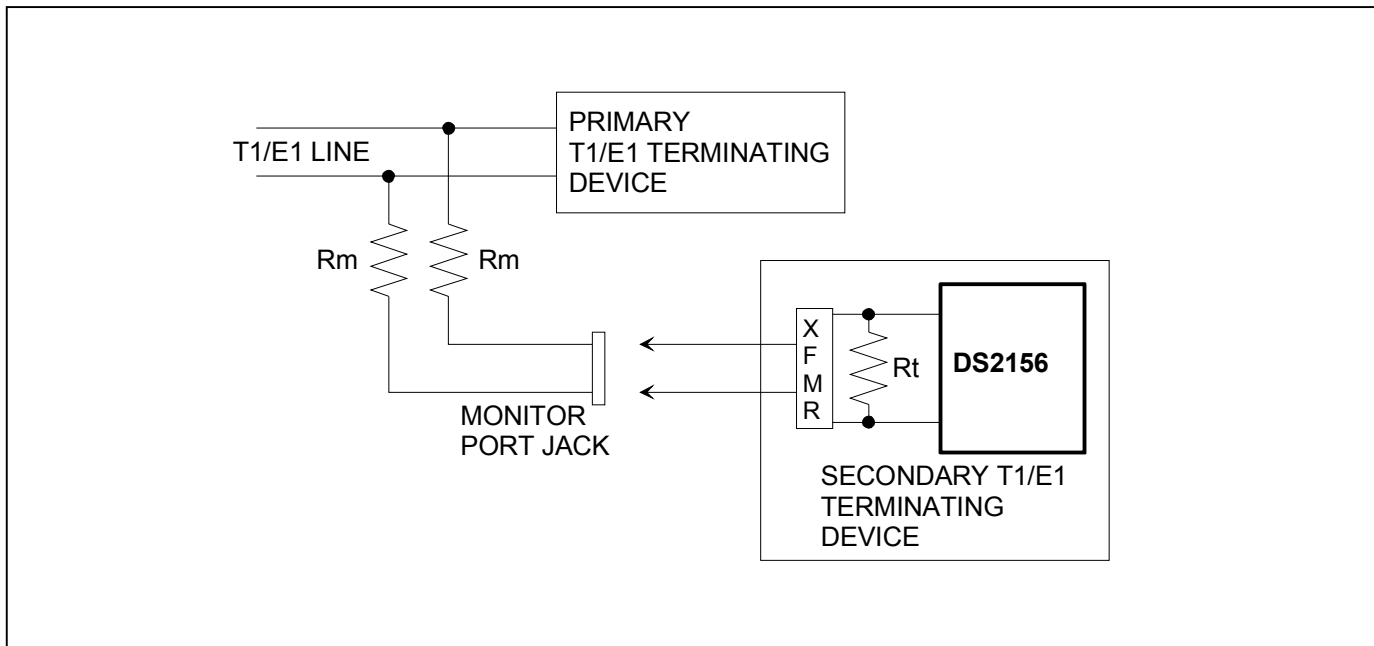 PRIMARY
T1/E1 TERMINATING
DEVICE
T1/E1 LINE
Rm
Rm
MONITOR
PORT JACK
X
F
M
R
Rt
DS2156
SECONDARY T1/E1
TERMINATING
DEVICE